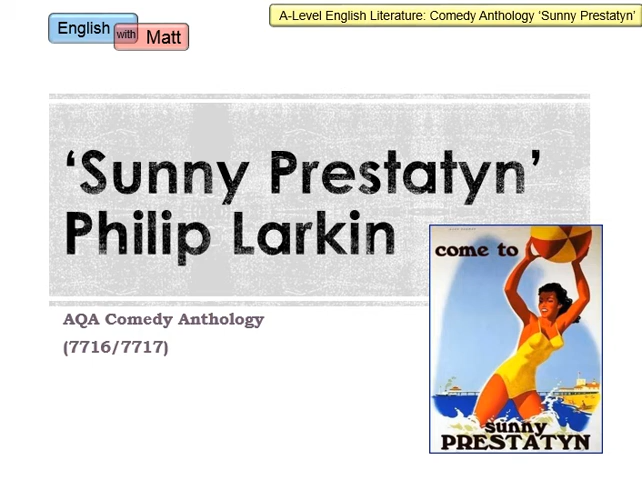 English with Matt
A-Level English Literature: Comedy Anthology ‘Sunny Prestatyn’
‘Sunny Prestatyn’
Philip Larkin
come to
AQA Comedy Anthology
(7716/7717)
sunny
PRESTATYN